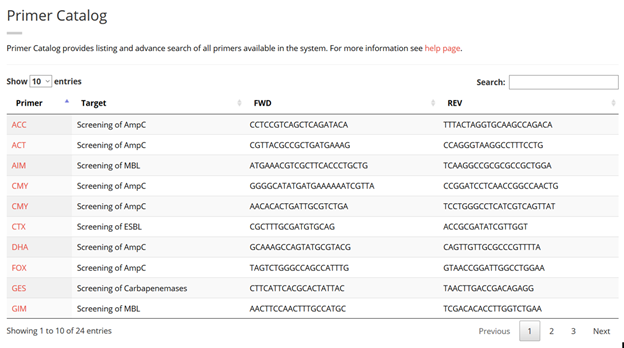 Primer Catalog
Primer Catalog provides listing and advance search of all primers available in the system. For more information see help page.
Show 10 entries Search:
Primer Target FWD REV
ACC Screening of AmpC CCTCCGTCAGCTCAGATACA TTTACTAGGTGCAAGCCAGACA
ACT Screening of AmpC CGTTACGCCGCTGATGAAAG CCAGGGTAAGGCCTTTCCTG
AIM Screening of MBL ATGAAACGTCGCTTCACCCTGCTG TCAAGGCCGCGCGCCGCTGGA
CMY Screening of AmpC GGGGCATATGATGAAAAAATCGTTA CCGGATCCTCAACCGGCCAACTG
CMY Screening of AmpC AACACACTGATTGCGTCTGA TCCTGGGCCTCATCGTCAGTTAT
CTX Screening of ESBL CGCTTTGCGATGTGCAG ACCGCGATATCGTTGGT
DHA Screening of AmpC GCAAAGCCAGTATGCGTACG CAGTTGTTGCGCCCGTTTTA
FOX Screening of AmpC TAGTCTGGGCCAGCCATTTG GTAACCGGATTGGCCTGGAA
GES Screening of Carbapenemases CTTCATTCACGCACTATTAC TAACTTGACCGACAGAGG
GIM Screening of MBL AACTTCCAACTTTGCCATGC TCGACACACCTTGGTCTGAA
Showing 1 to 10 of 24 entries Previous 1 2 3 Next